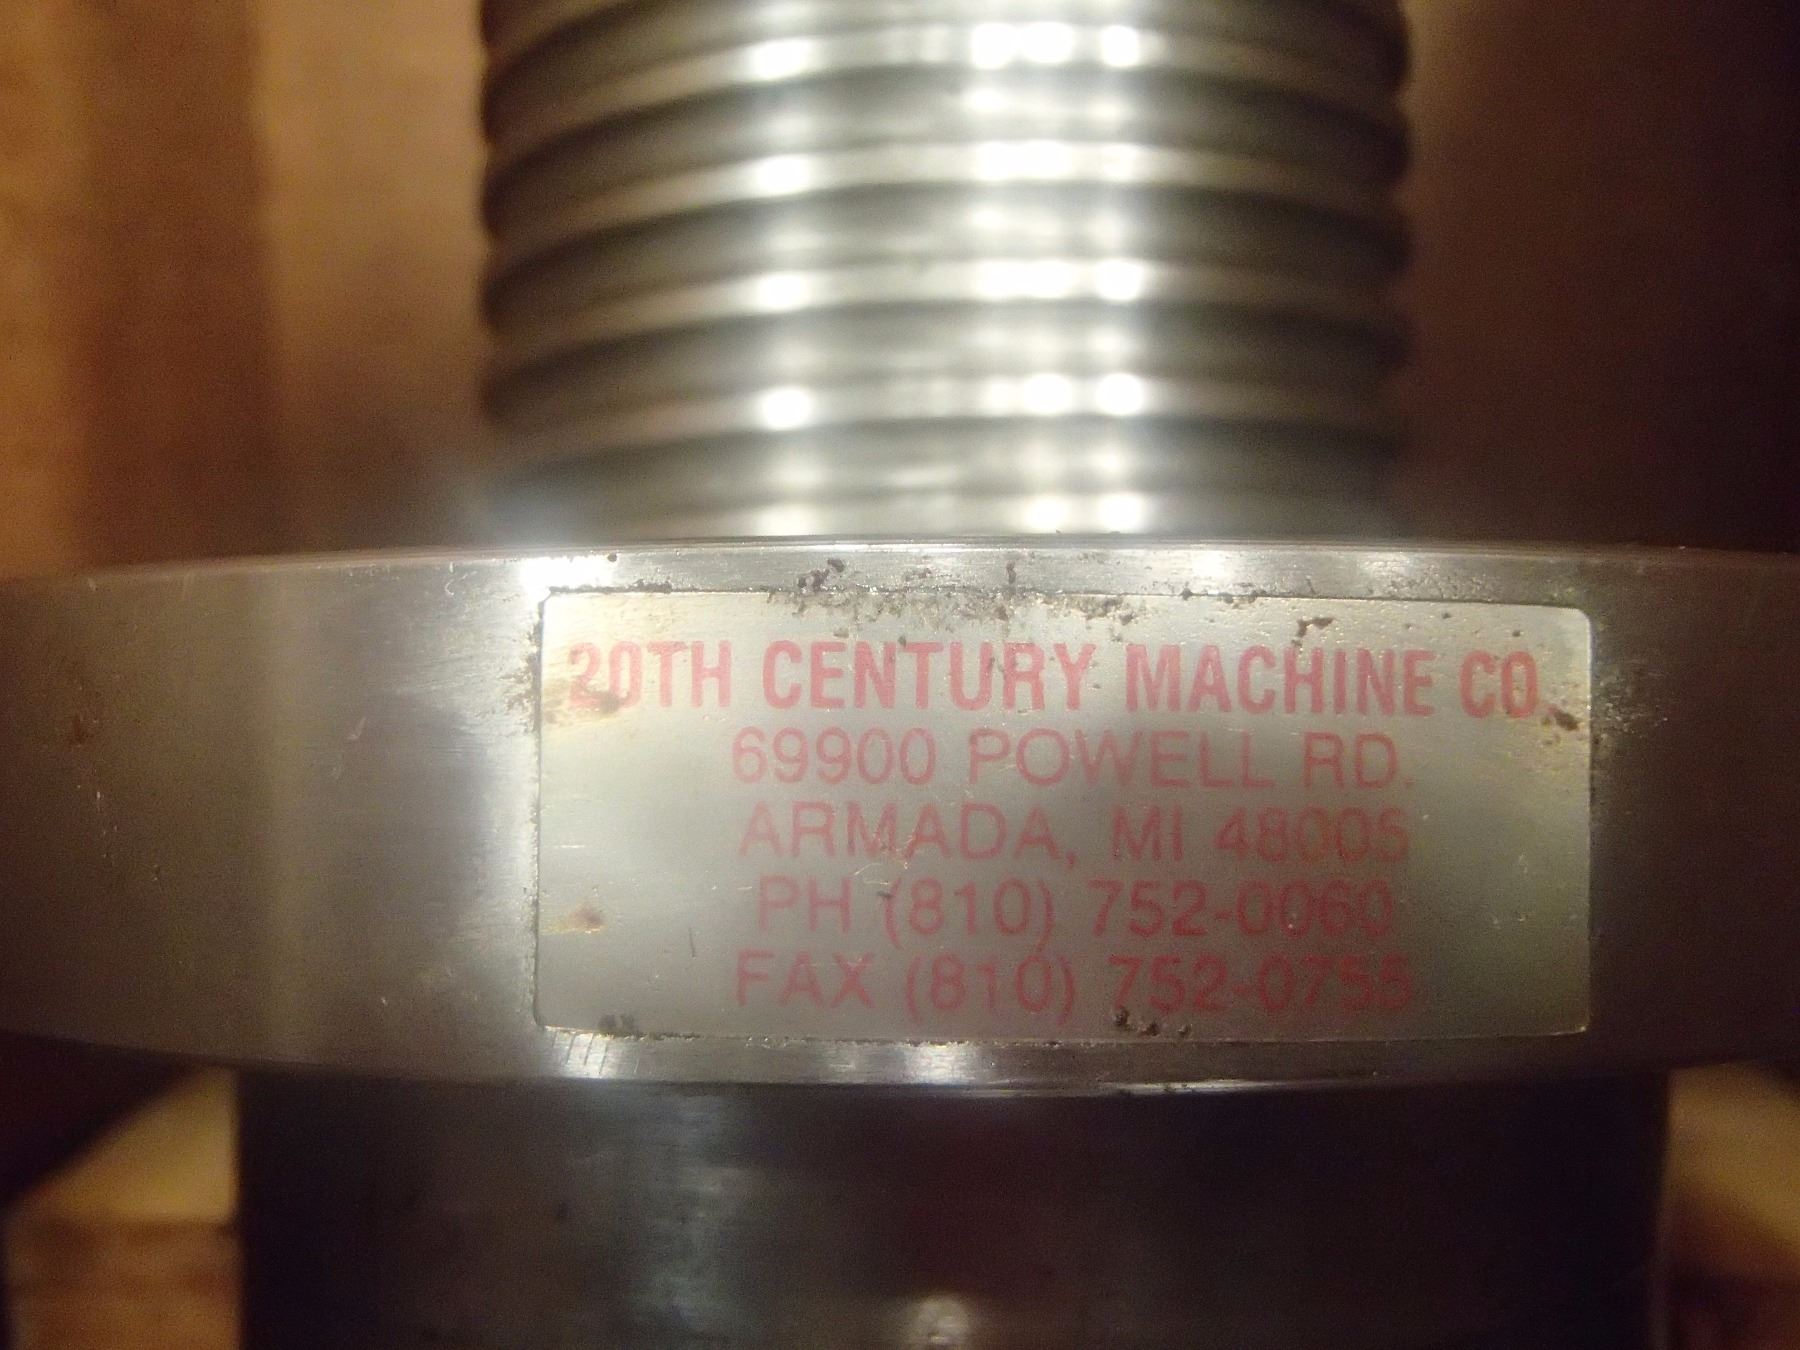 20TH CENTURY MACHINE CO.
69900 POWELL RD.
ARMADA, MI 48005
PH (810) 752-0060
FAX (810) 752-0755